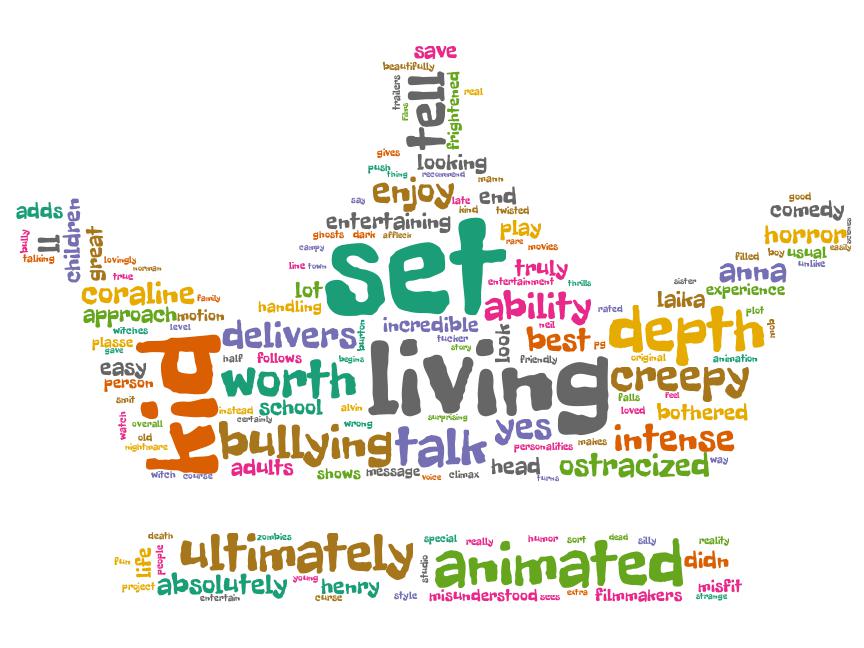 save
beautifully
trailers
films
tell
frightened
real
gives
looking
push
thing
recommend
mann
enjoy
say
late
end
kind
twisted
entertaining
play
ghosts
dark
affleck
rare
movies
campy
set
line
town
truly
entertainment
thrills
adds
children
bully
ll
talking
great
lovingly
norman
true
coraline
family
approach
motion
witches
level
lot
handling
ability
good
comedy
scares
horror
easily
boy
usual
filled
unlike
anna
sister
experience
laika
rated
plot
mob
plasse
gave
kid
delivers
burton
incredible
tucker
story
look
neil
best
pg
depth
original
animation
easy
person
half
follows
begins
friendly
worth
living
creepy
smit
instead
school
alvin
falls
feel
loved
bothered
watch
overall
certainly
wrong
surprising
yes
old
nightmare
bullying
talk
personalities
makes
intense
witch
course
adults
shows
message
voice
climax
head
turns
ostracized
way
death
zombies
special
really
humor
sort
dead
silly
reality
fun
life
people
ultimately
studio
animated
didn
project
absolutely
young
henry
misfit
entertain
curse
style
misunderstood
sees
extra
filmmakers
strange